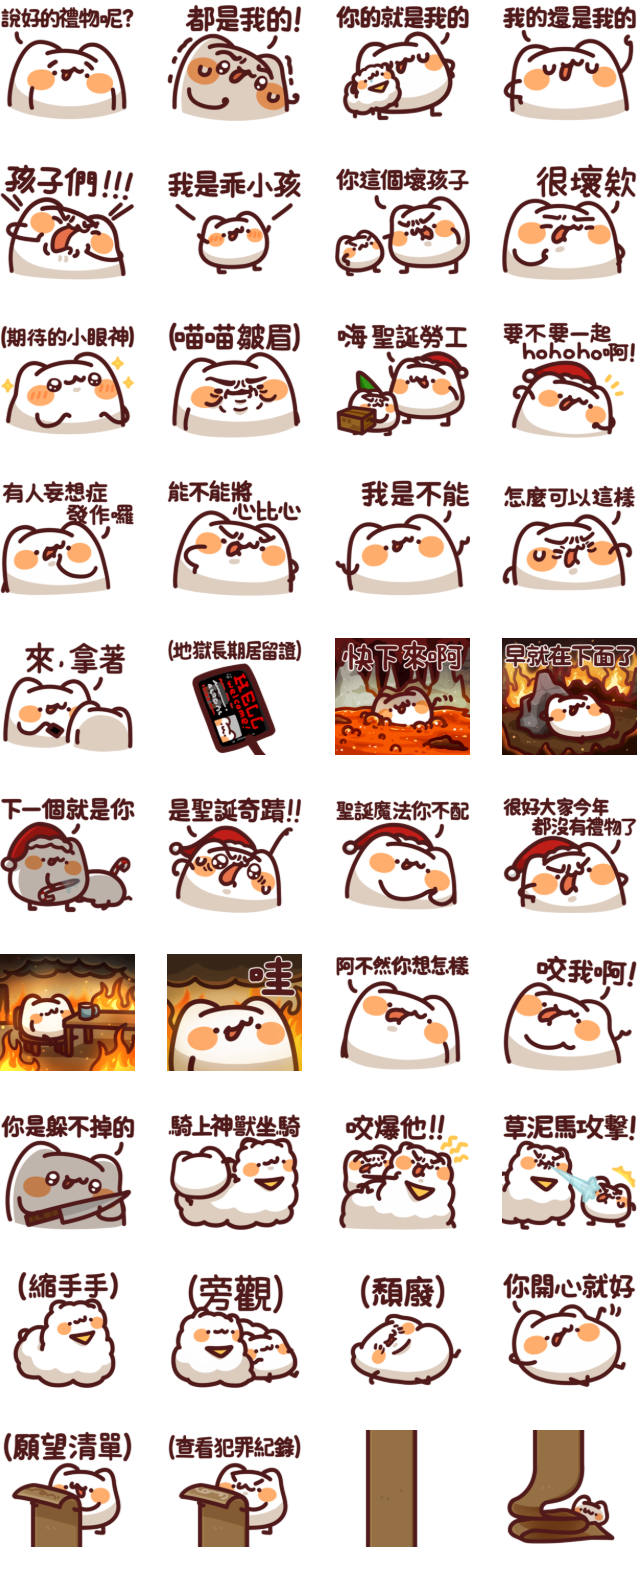 說好的禮物呢?
都是我的!
你的就是我的
我的還是我的
孩子們!!!
我是乖小孩
你這個壞孩子
很壞欸
(期待的小眼神)
(喵喵皺眉)
嗨 聖誕勞工
要不要一起
hohoho啊!
有人妄想症
發作囉
能不能將
心比心
我是不能
怎麼可以這樣
來,拿著
(地獄長期居留證)
HELL
快下來啊
早就在下面了
下一個就是你
是聖誕奇蹟!!
聖誕魔法你不配
很好大家今年
都沒有禮物了
哇
阿不然你想怎樣
咬我啊!
你是躲不掉的
騎上神獸坐騎
咬爆他!!
草泥馬攻擊!
(縮手手)
(旁觀)
(頹廢)
你開心就好
(願望清單)
(查看犯罪紀錄)